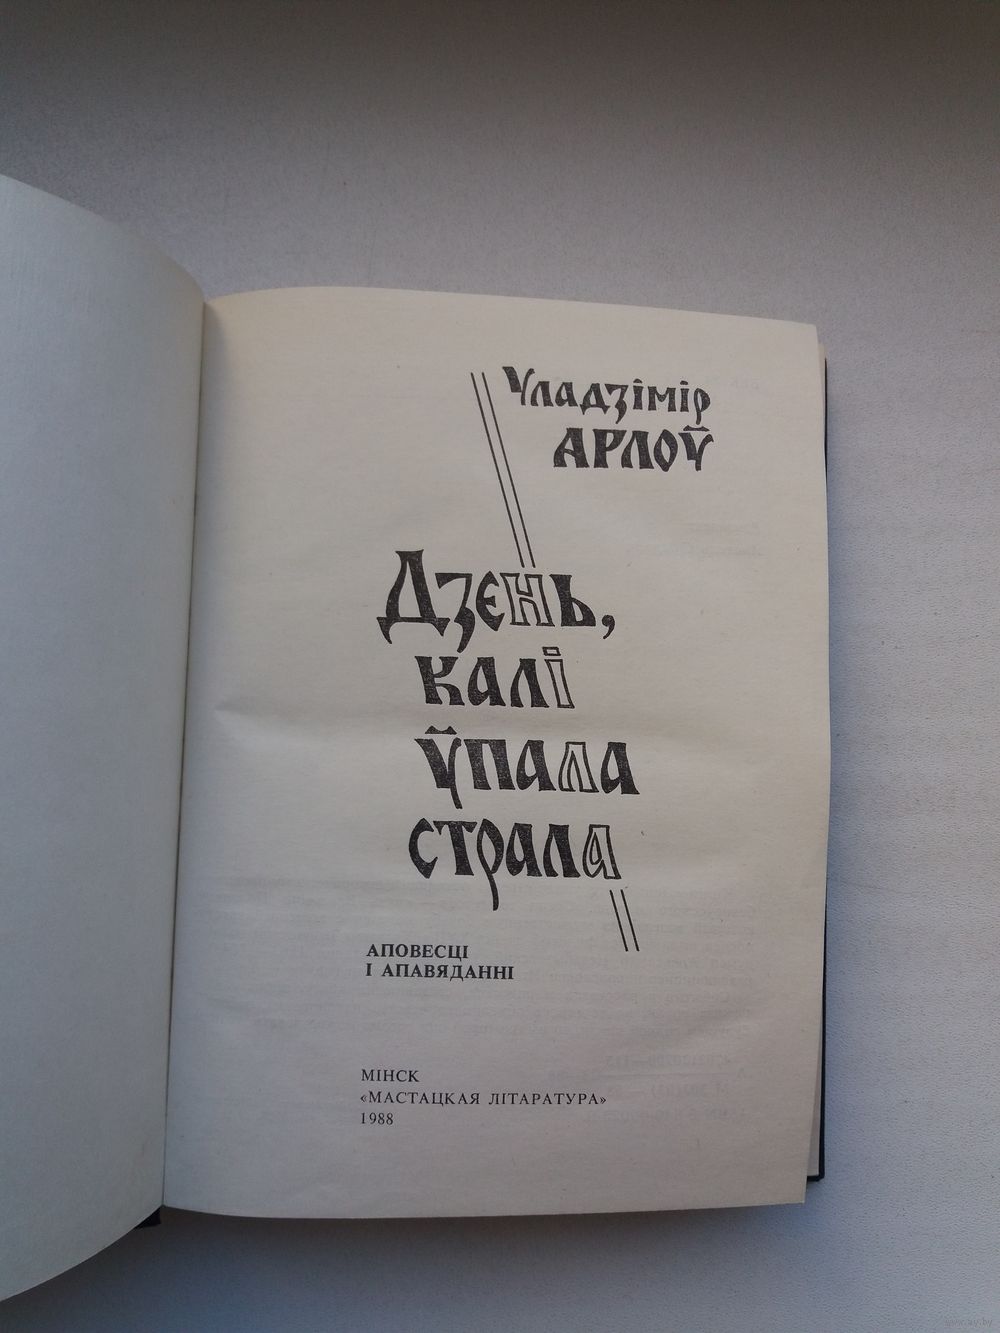 Уладзімір
АРЛОЎ
Дзень,
калі
ўпала
страла
АПОВЕСЦІ
І АПАВЯДАННІ
МІНСК
«МАСТАЦКАЯ ЛІТАРАТУРА»
1988